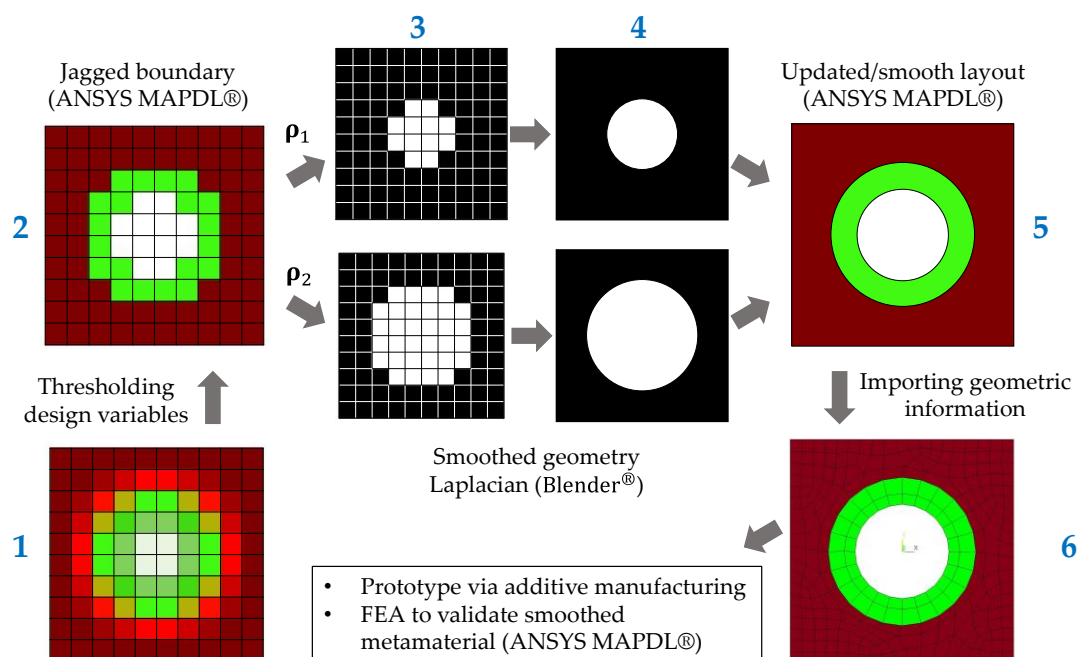 3
4
Jagged boundary
(ANSYS MAPDL®)
Updated/smooth layout
(ANSYS MAPDL®)
ρ₁
2
5
ρ₂
Thresholding
design variables
Importing geometric
information
Smoothed geometry
Laplacian (Blender®)
1
6
• Prototype via additive manufacturing
• FEA to validate smoothed
metamaterial (ANSYS MAPDL®)